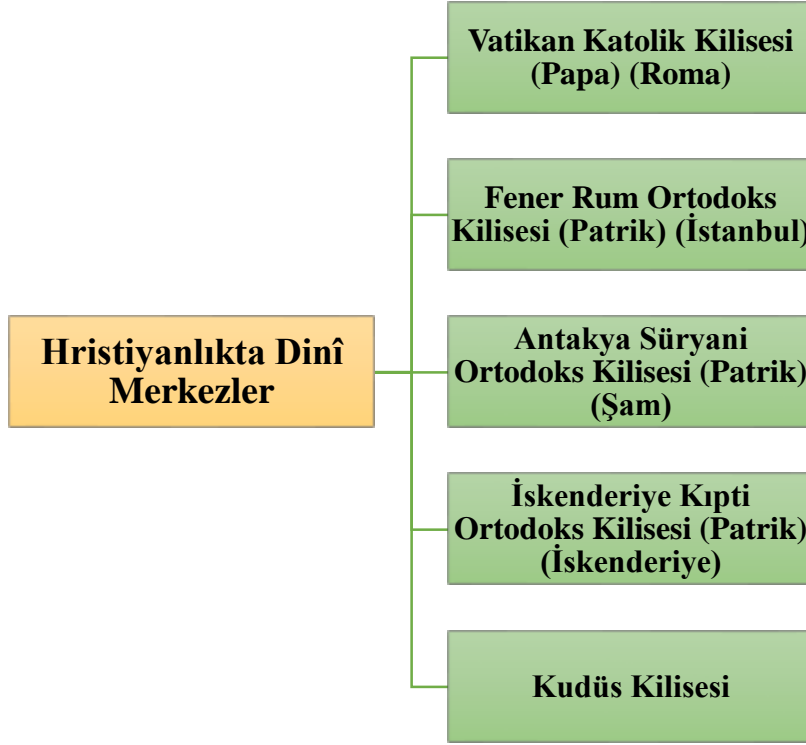 Hristiyanlıkta Dinî
Merkezler
Vatikan Katolik Kilisesi
(Papa) (Roma)
Fener Rum Ortodoks
Kilisesi (Patrik) (İstanbul)
Antakya Süryani
Ortodoks Kilisesi (Patrik)
(Şam)
İskenderiye Kıpti
Ortodoks Kilisesi (Patrik)
(İskenderiye)
Kudüs Kilisesi